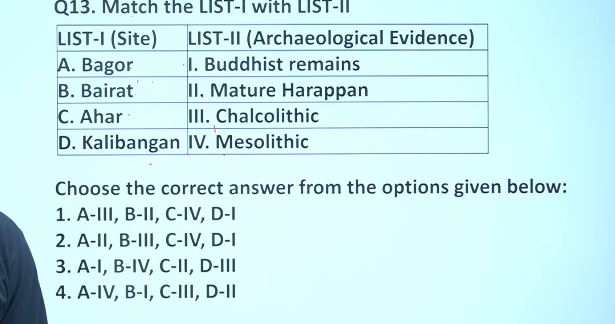 Q13. Match the LIST-I with LIST-II
LIST-I (Site) LIST-II (Archaeological Evidence)
A. Bagor I. Buddhist remains
B. Bairat II. Mature Harappan
C. Ahar III. Chalcolithic
D. Kalibangan IV. Mesolithic
Choose the correct answer from the options given below:
1. A-III, B-II, C-IV, D-I
2. A-II, B-III, C-IV, D-I
3. A-I, B-IV, C-II, D-III
4. A-IV, B-I, C-III, D-II